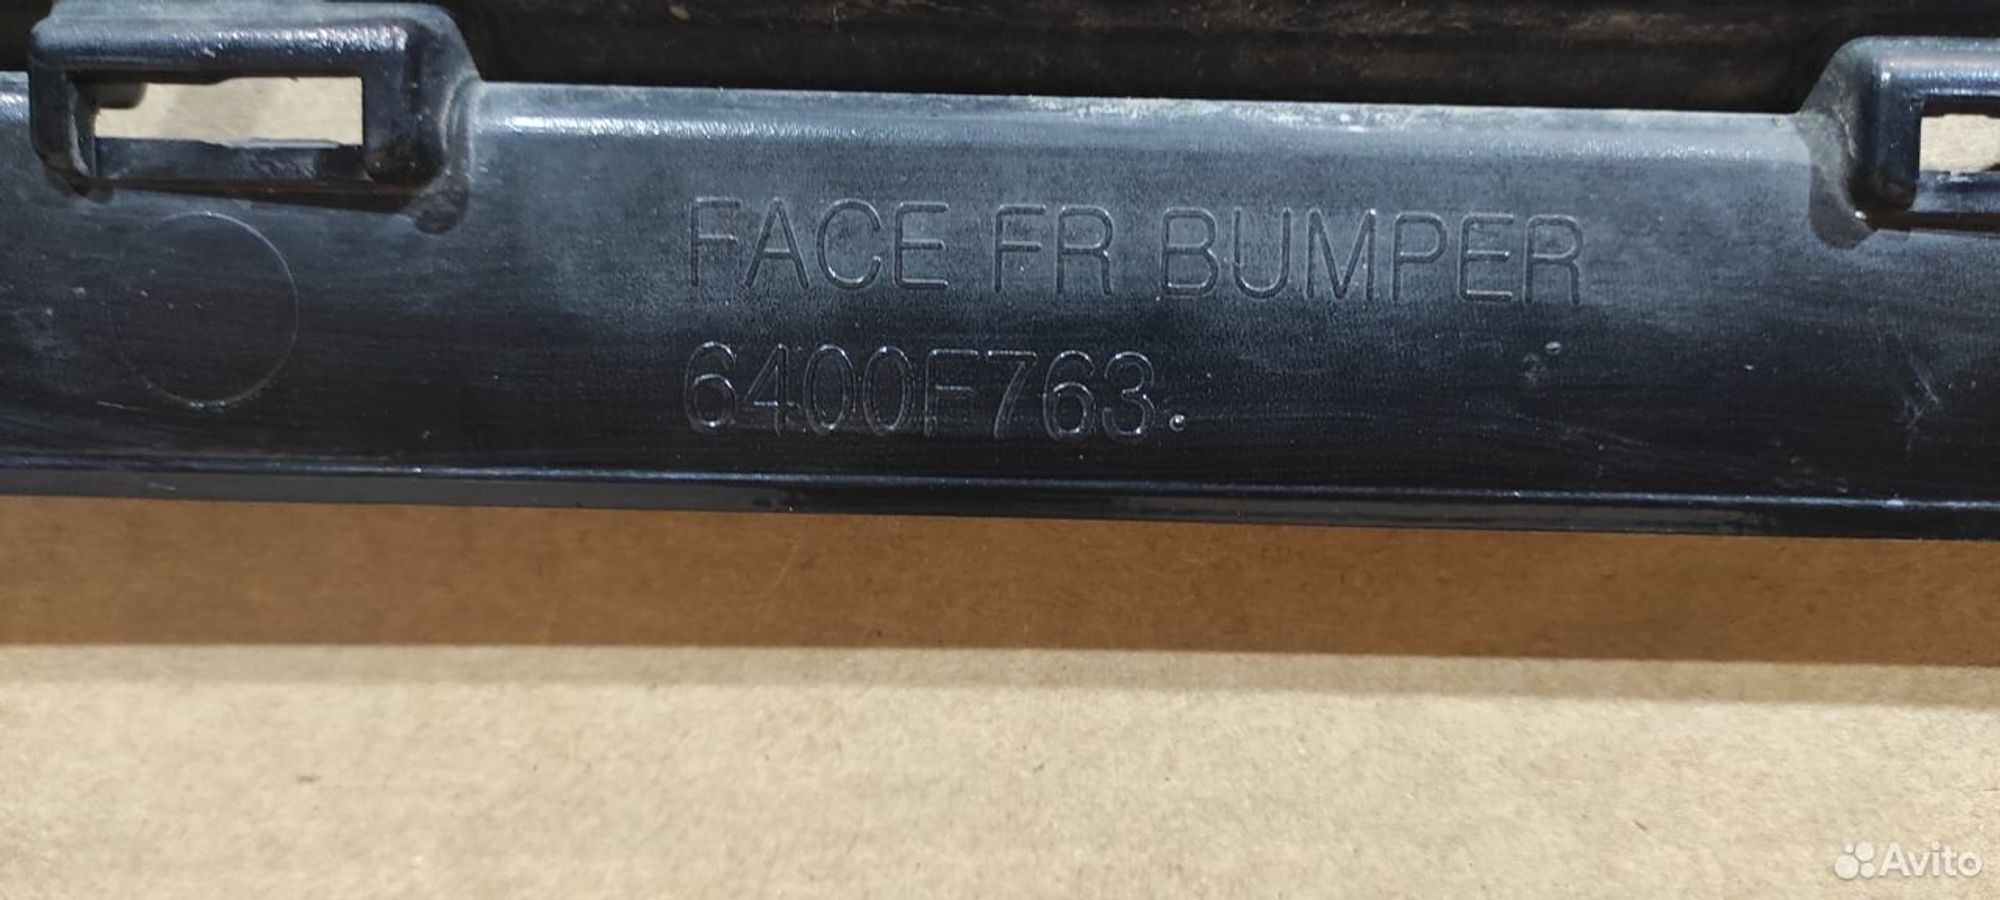 FACE FR BUMPER
6400F763.
Avito